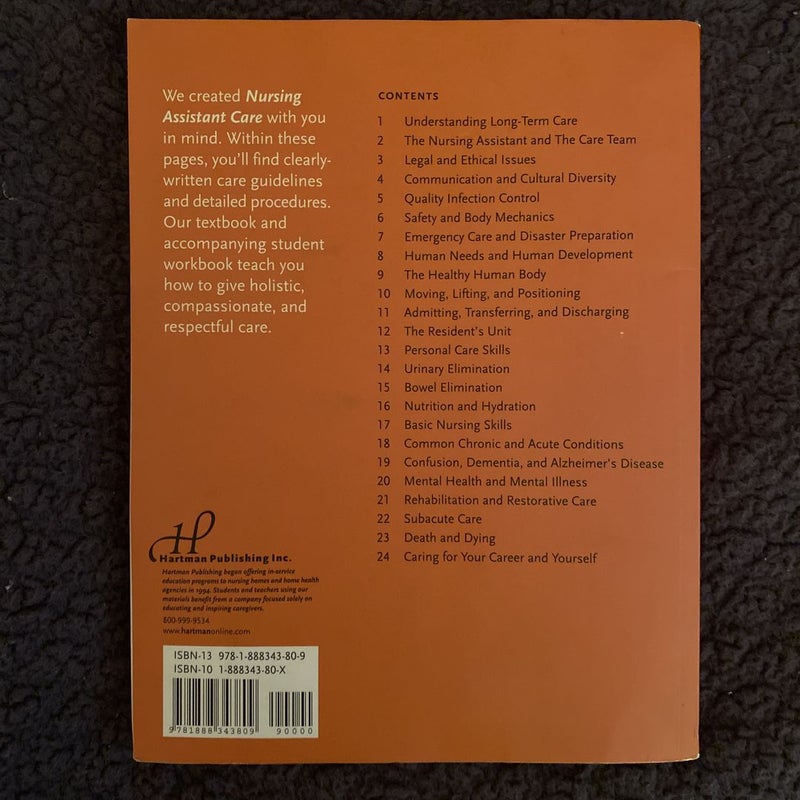 We created Nursing
Assistant Care with you
in mind. Within these
pages, you'll find clearly-
written care guidelines
and detailed procedures.
Our textbook and
accompanying student
workbook teach you
how to give holistic,
compassionate, and
respectful care.
CONTENTS
1 Understanding Long-Term Care
2 The Nursing Assistant and The Care Team
3 Legal and Ethical Issues
4 Communication and Cultural Diversity
5 Quality Infection Control
6 Safety and Body Mechanics
7 Emergency Care and Disaster Preparation
8 Human Needs and Human Development
9 The Healthy Human Body
10 Moving, Lifting, and Positioning
11 Admitting, Transferring, and Discharging
12 The Resident's Unit
13 Personal Care Skills
14 Urinary Elimination
15 Bowel Elimination
16 Nutrition and Hydration
17 Basic Nursing Skills
18 Common Chronic and Acute Conditions
19 Confusion, Dementia, and Alzheimer's Disease
20 Mental Health and Mental Illness
21 Rehabilitation and Restorative Care
22 Subacute Care
23 Death and Dying
24 Caring for Your Career and Yourself
H
Hartman Publishing Inc.
Hartman Publishing began offering in-service
education programs to nursing homes and home health
agencies in 1994. Students and teachers using our
materials benefit from a company focused solely on
educating and inspiring caregivers.
800-999-9534
www.hartmanonline.com
ISBN-13 978-1-888343-80-9
ISBN-10 1-888343-80-X
9 781888 343809
90000